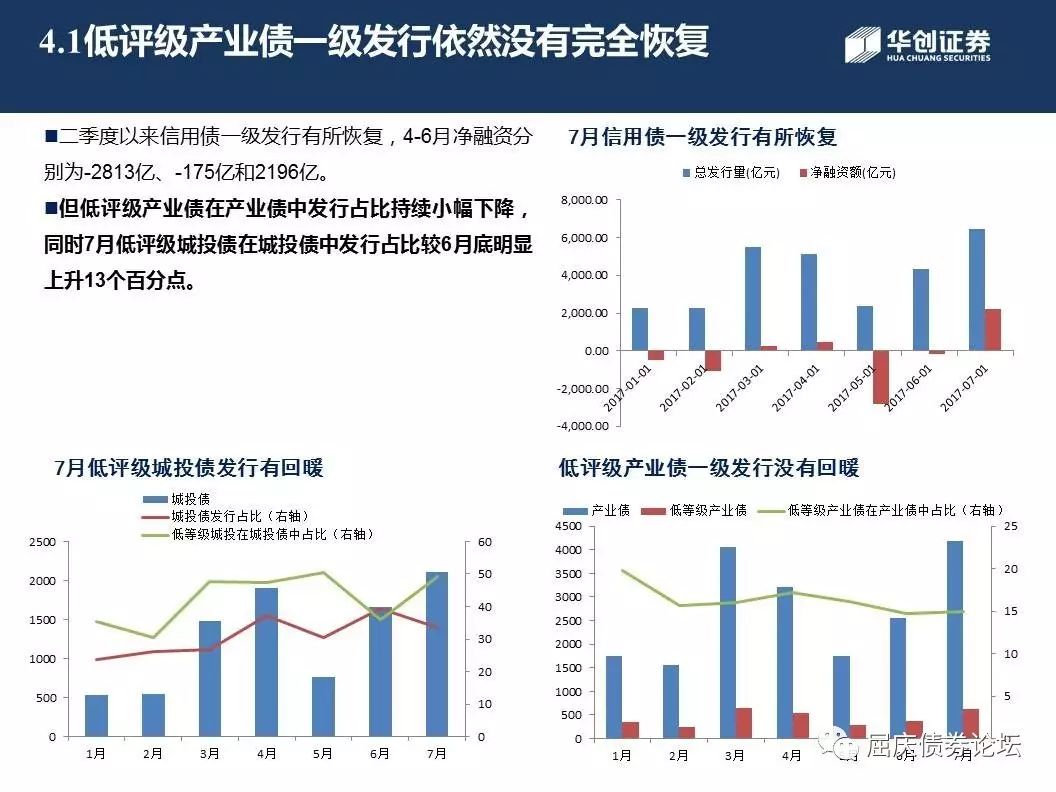 4.1低评级产业债一级发行依然没有完全恢复
华创证券
HUA CHUANG SECURITIES
■二季度以来信用债一级发行有所恢复，4-6月净融资分
别为-2813亿、-175亿和2196亿。
■但低评级产业债在产业债中发行占比持续小幅下降，
同时7月低评级城投债在城投债中发行占比较6月底明显
上升13个百分点。
7月信用债一级发行有所恢复
总发行量(亿元) 净融资额(亿元)
8,000.00
6,000.00
4,000.00
2,000.00
0.00
-2,000.00
-4,000.00
2017-01-01 2017-02-01 2017-03-01 2017-04-01 2017-05-01 2017-06-01 2017-07-01
7月低评级城投债发行有回暖
城投债
城投债发行占比（右轴）
低等级城投在城投债中占比（右轴）
2500
2000
1500
1000
500
0
60
50
40
30
20
10
0
1月 2月 3月 4月 5月 6月 7月
低评级产业债一级发行没有回暖
产业债 低等级产业债 低等级产业债在产业债中占比（右轴）
4500
4000
3500
3000
2500
2000
1500
1000
500
0
25
20
15
10
5
1月 2月 3月 4月 5月 6月 7月
屈庆债券论坛